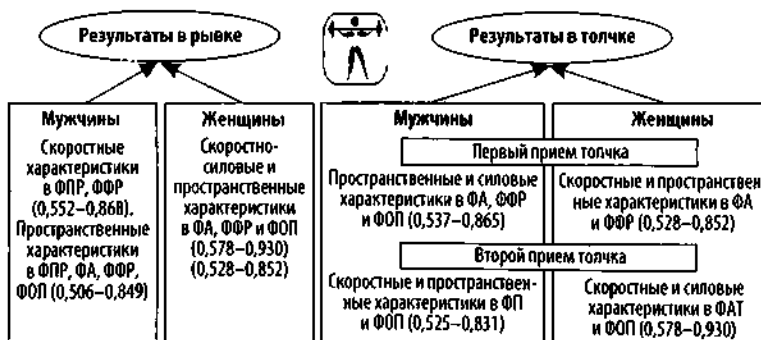 Результаты в рывке
Результаты в толчке
Мужчины
Скоростные
характеристики
в ФПР, ФФР
(0,552–0,868).
Пространственные
характеристики
в ФПР, ФА, ФФР,
ФОП (0,506–0,849)
Женщины
Скоростно-
силовые и
пространственные
характеристики
в ФА, ФФР и ФОП
(0,578–0,930)
(0,528–0,852)
Мужчины
Женщины
Первый прием толчка
Пространственные и силовые
характеристики в ФА, ФФР
и ФОП (0,537–0,865)
Скоростные и пространствен-
ные характеристики в ФА
и ФФР (0,528–0,852)
Второй прием толчка
Скоростные и пространствен-
ные характеристики в ФП
и ФОП (0,525–0,831)
Скоростные и силовые
характеристики в ФАТ
и ФОП (0,578–0,930)